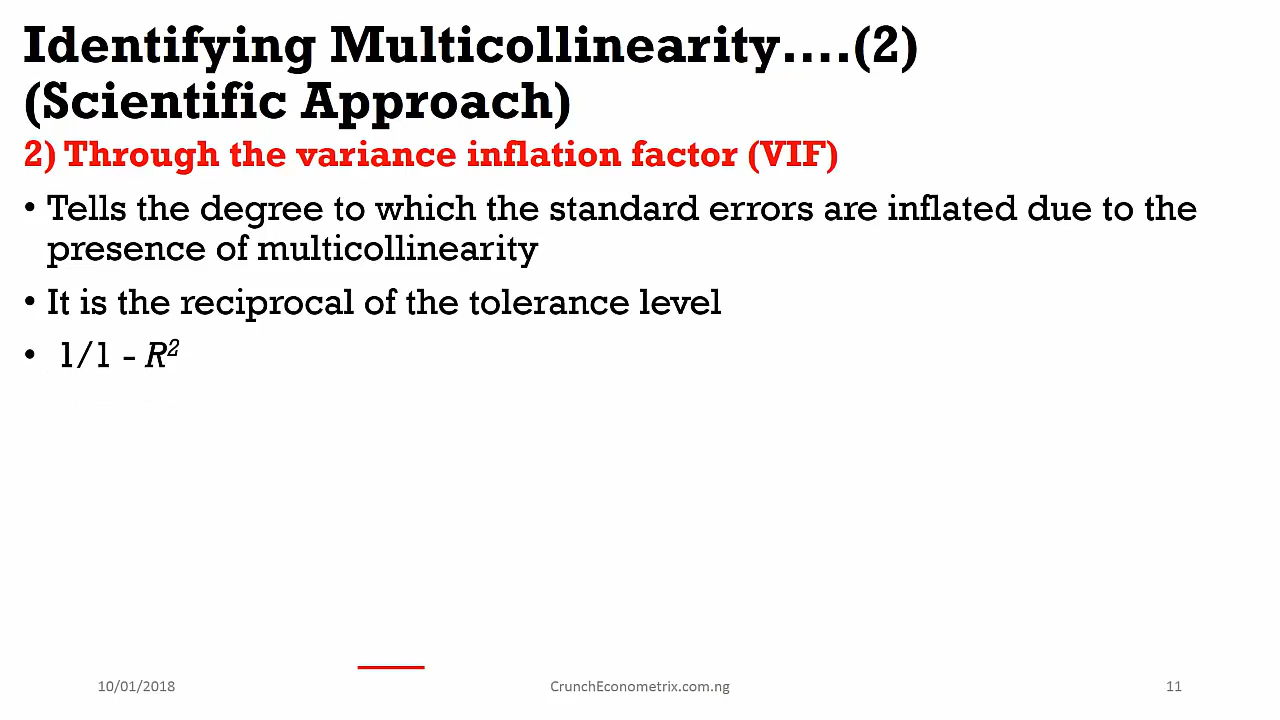 Identifying Multicollinearity....(2)
(Scientific Approach)
2) Through the variance inflation factor (VIF)
• Tells the degree to which the standard errors are inflated due to the
presence of multicollinearity
• It is the reciprocal of the tolerance level
• 1/1 - R²
10/01/2018
CrunchEconometrix.com.ng
11